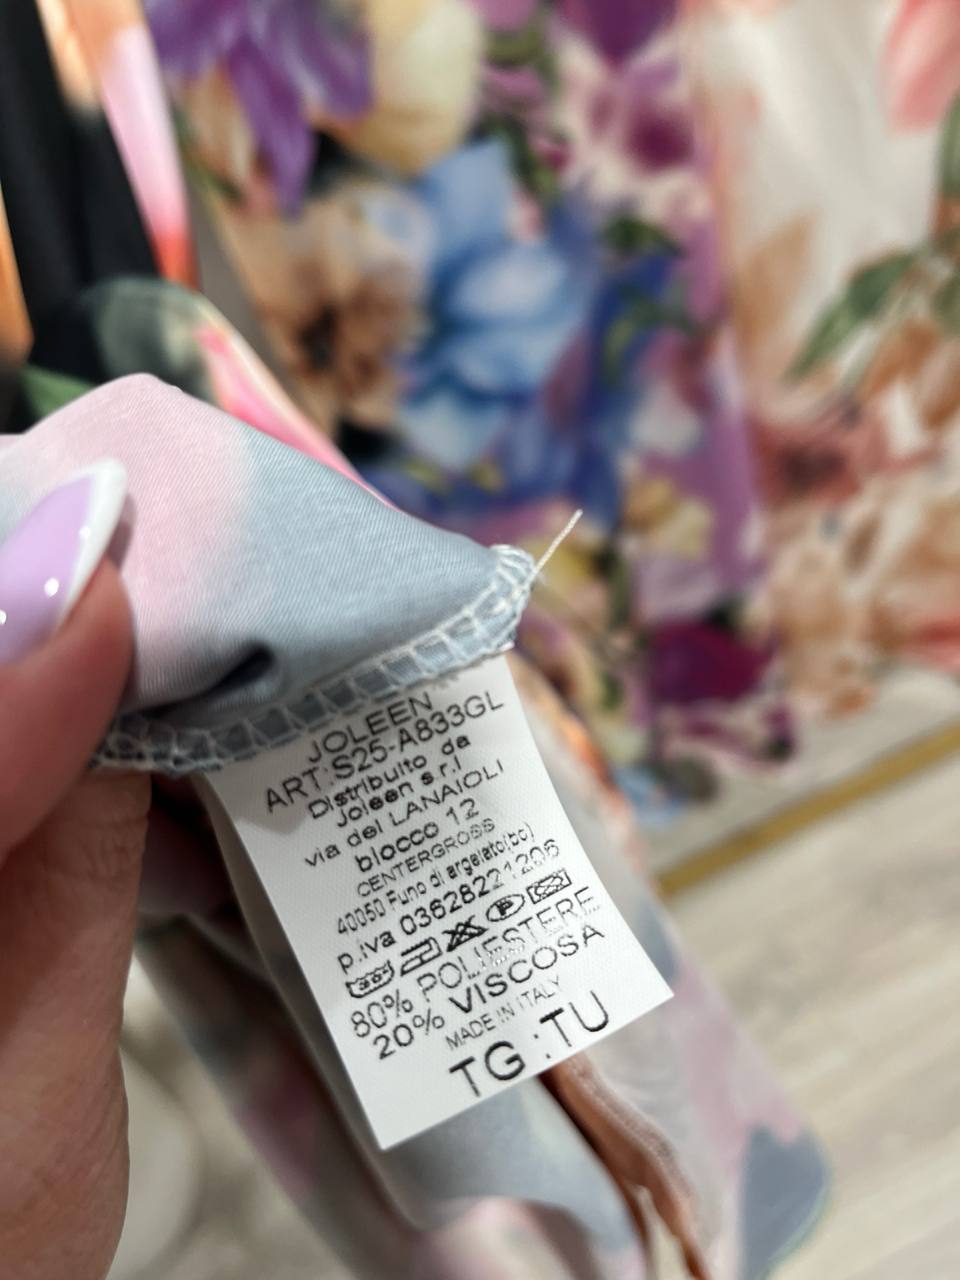 JOLEEN
ART:S25-A833GL
Distribuito da
Joleen s.r.l
via dei LANAIOLI
blocco 12
CENTERGROSS
40050 Funo di argelato(bo)
p.iva 03628221206
80% POLIESTERE
20% VISCOSA
MADE IN ITALY
TG :TU